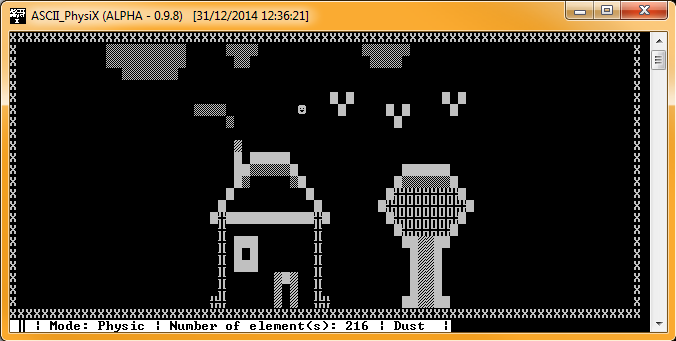 ASCII_PhysiX (ALPHA - 0.9.8) [31/12/2014 12:36:21]
‖ ¦ Mode: Physic ¦ Number of element(s): 216 ¦ Dust ¦